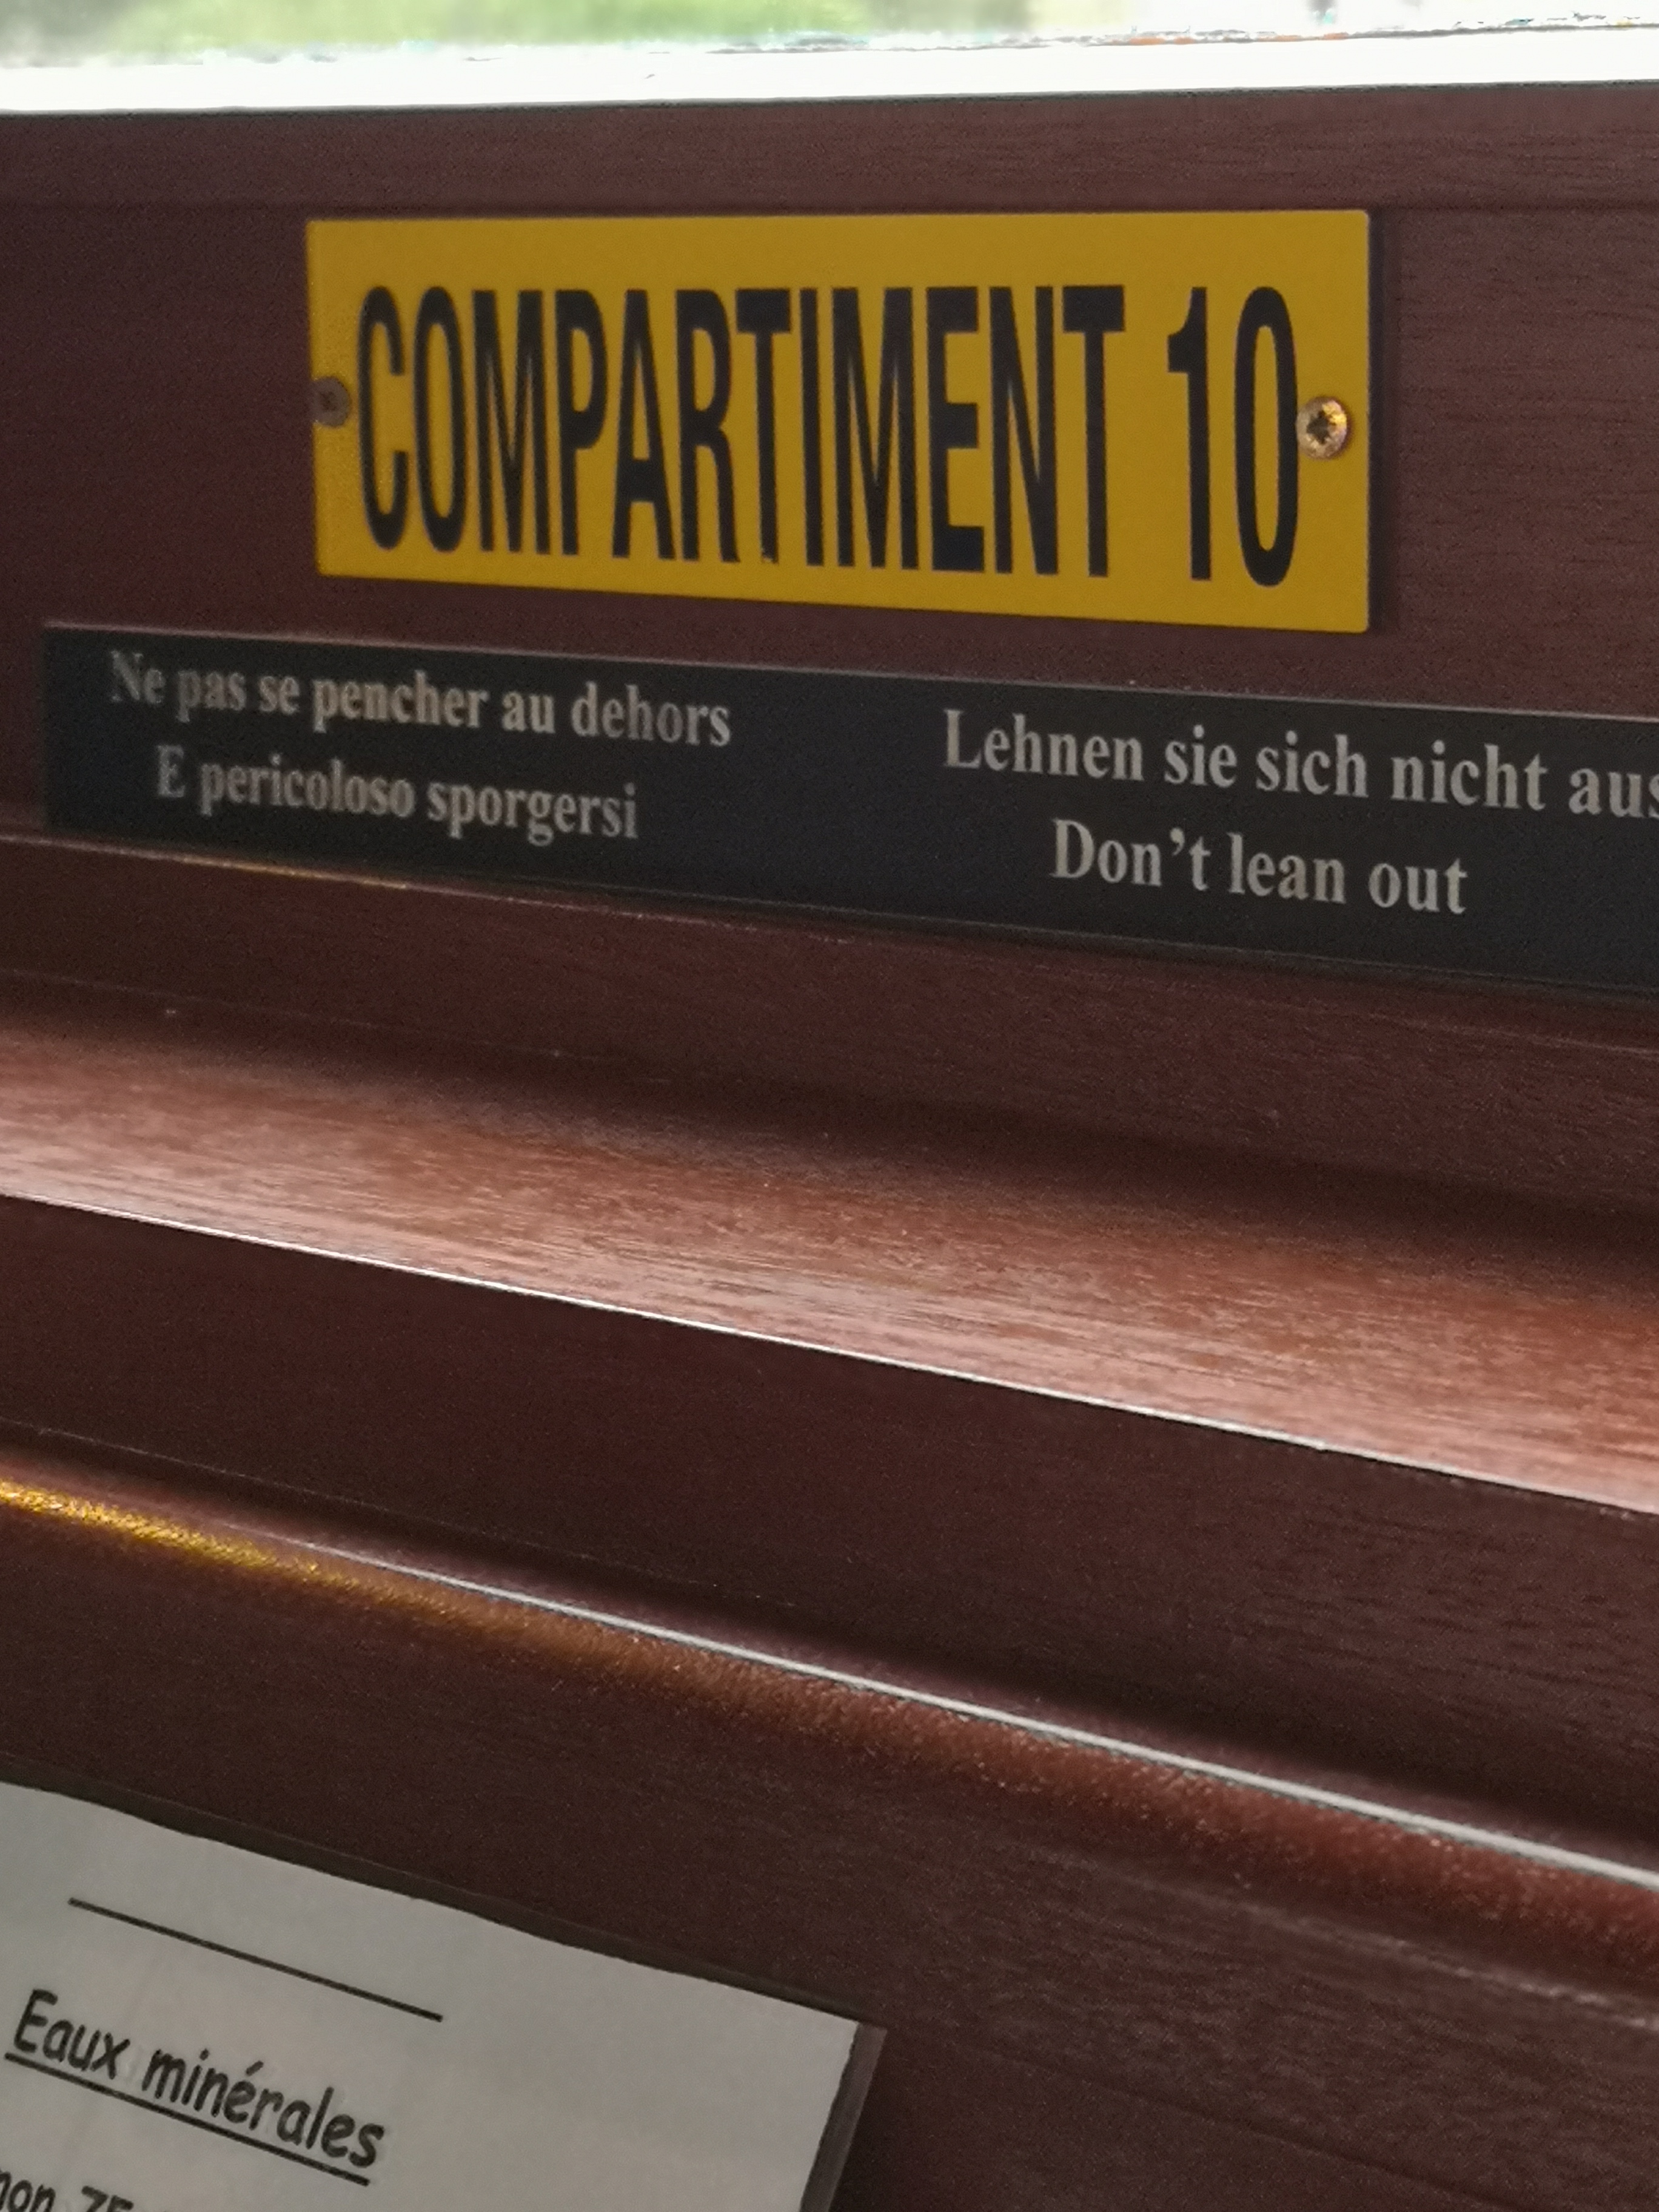 COMPARTIMENT 10
Ne pas se pencher au dehors
E pericoloso sporgersi
Lehnen sie sich nicht aus
Don't lean out
Eaux minérales